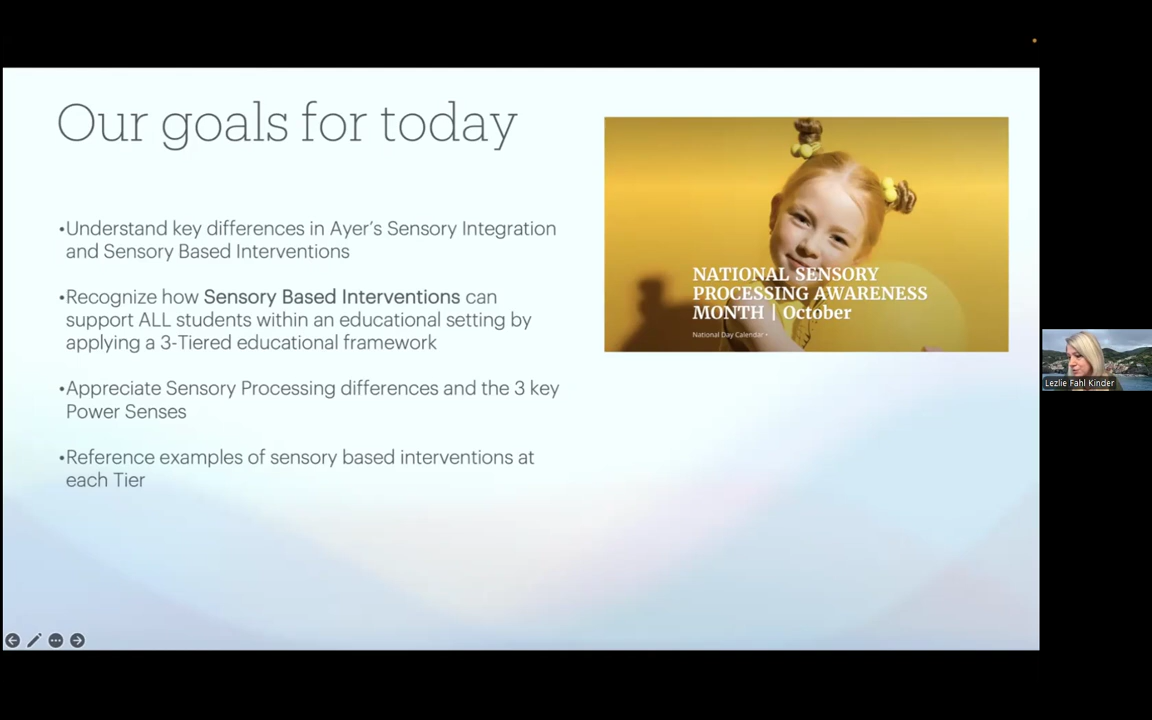 Our goals for today
•Understand key differences in Ayer's Sensory Integration
and Sensory Based Interventions
•Recognize how Sensory Based Interventions can
support ALL students within an educational setting by
applying a 3-Tiered educational framework
•Appreciate Sensory Processing differences and the 3 key
Power Senses
•Reference examples of sensory based interventions at
each Tier
NATIONAL SENSORY
PROCESSING AWARENESS
MONTH | October
National Day Calendar
Lezlie Fahl Kinder